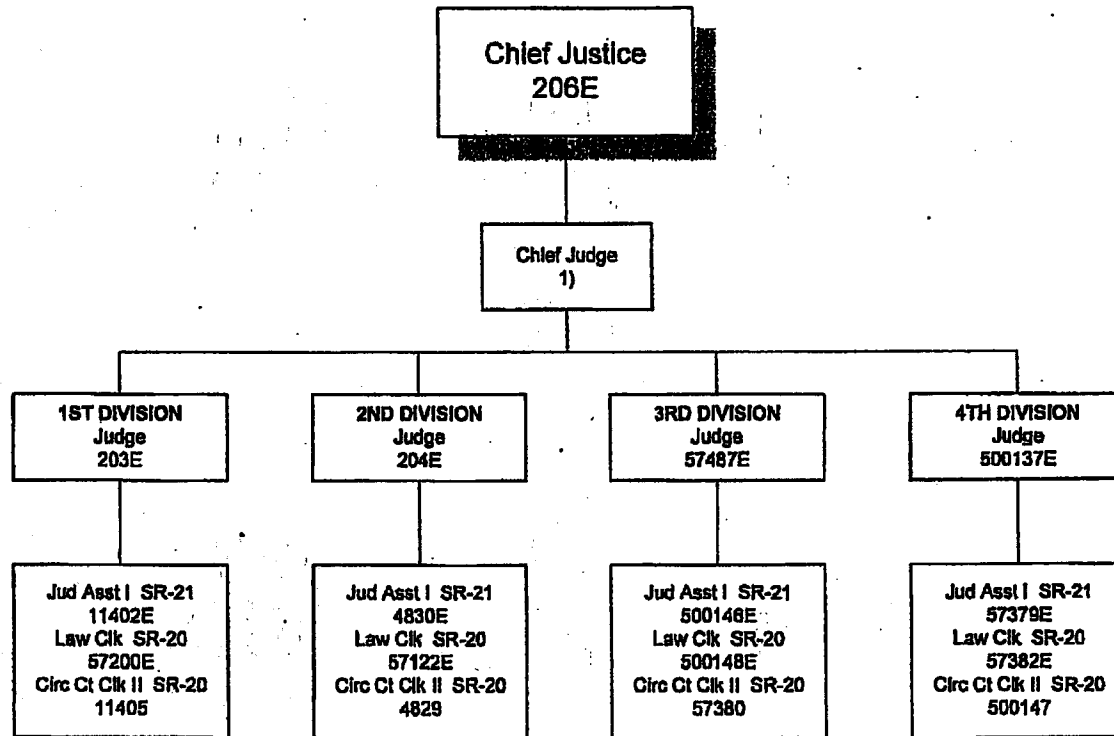 Chief Justice
206E
Chief Judge
1)
1ST DIVISION
Judge
203E
2ND DIVISION
Judge
204E
3RD DIVISION
Judge
57487E
4TH DIVISION
Judge
500137E
Jud Asst I SR-21
11402E
Law Clk SR-20
57200E
Circ Ct Clk II SR-20
11405
Jud Asst I SR-21
4830E
Law Clk SR-20
57122E
Circ Ct Clk II SR-20
4829
Jud Asst I SR-21
500146E
Law Clk SR-20
500148E
Circ Ct Clk II SR-20
57380
Jud Asst I SR-21
57379E
Law Clk SR-20
57382E
Circ Ct Clk II SR-20
500147